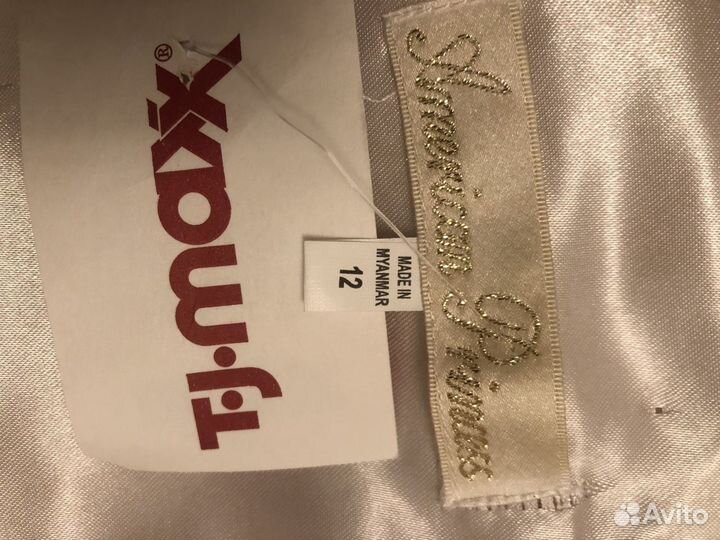 T·J·maxx®
MADE IN
MYANMAR
12
American Princess
Avito